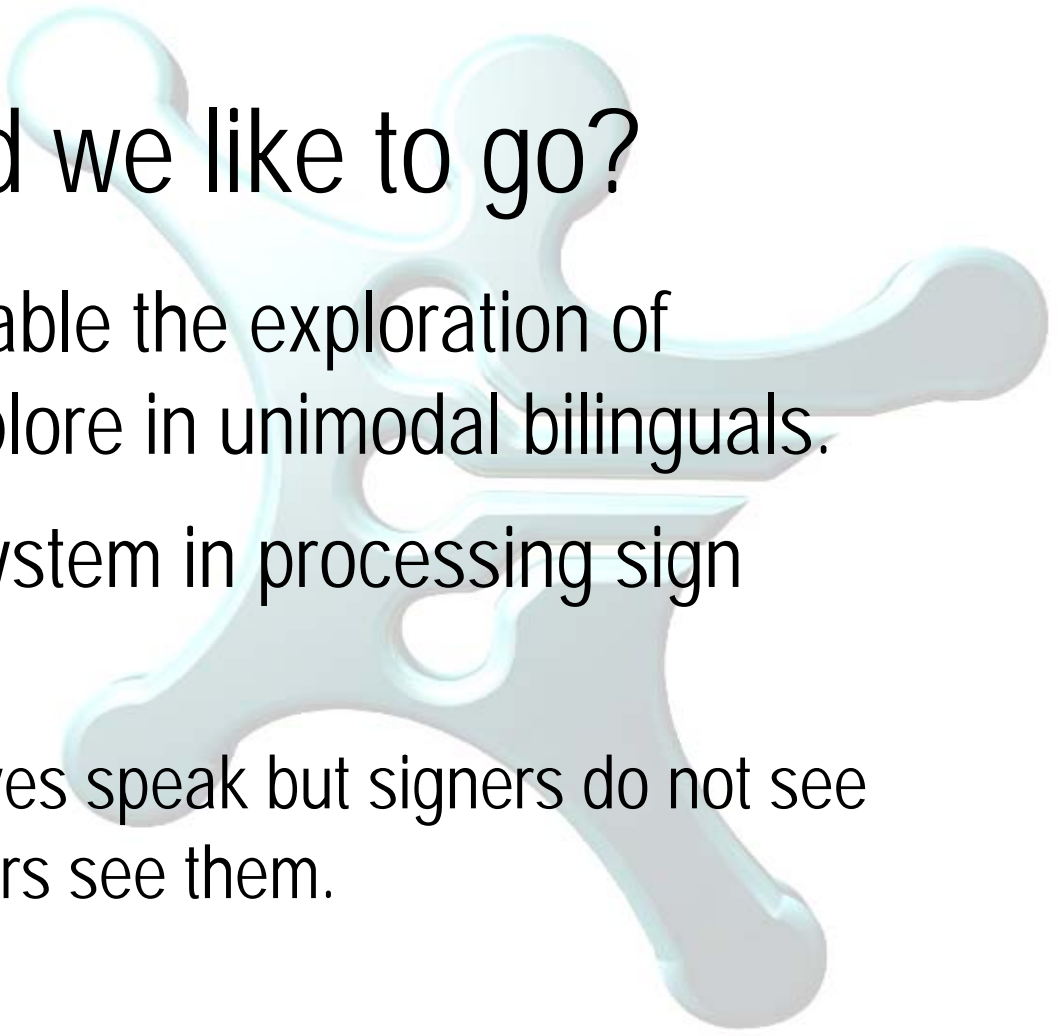 d we like to go?
able the exploration of
plore in unimodal bilinguals.
ystem in processing sign
ves speak but signers do not see
rs see them.